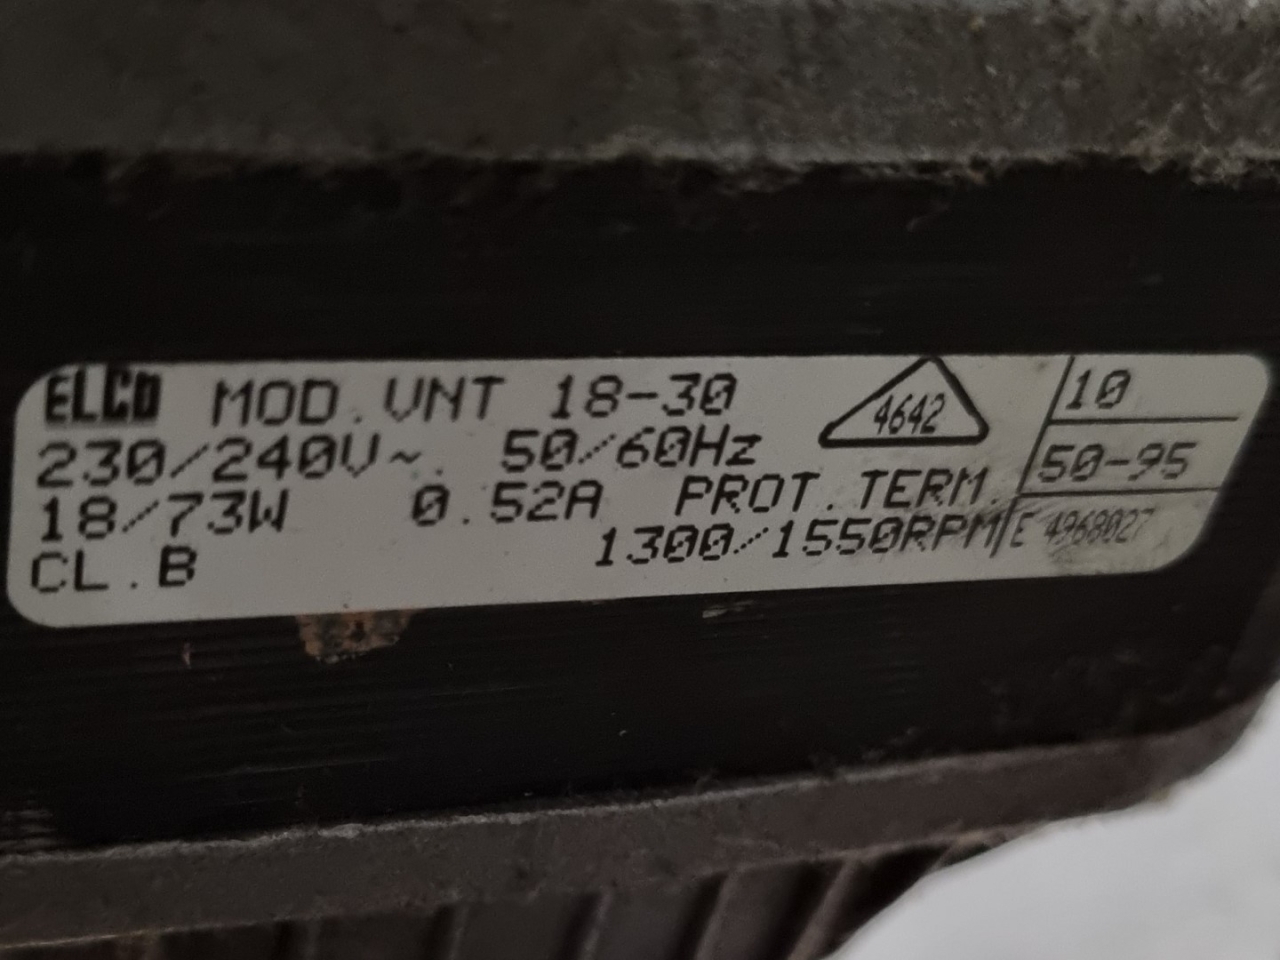 ELCO MOD.VNT 18-30 4642 10
230/240V~. 50/60Hz 50-95
18/73W 0.52A PROT.TERM.
CL.B 1300/1550RPM E 4968027